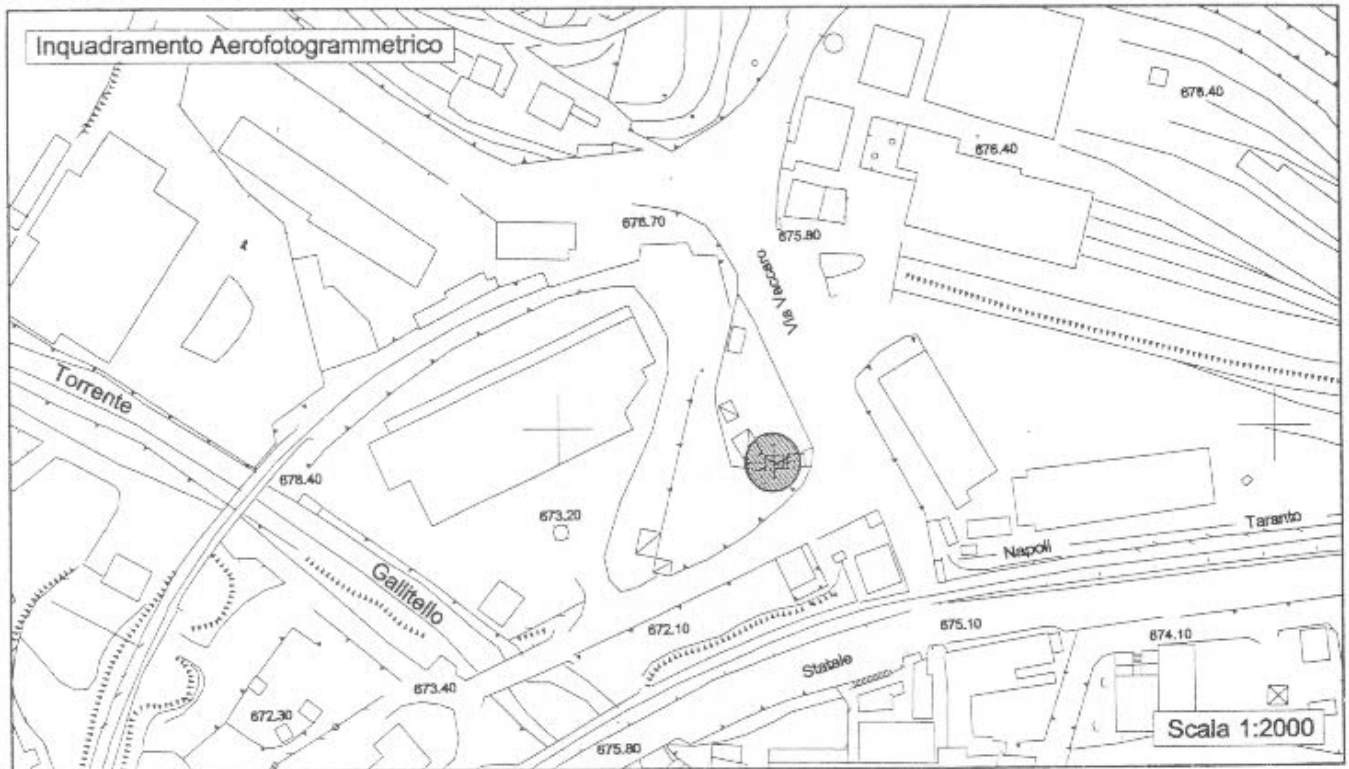 Inquadramento Aerofotogrammetrico
676.40
676.40
676.70
675.80
Via Vaccaro
Torrente
676.40
673.20
Gallitello
Taranto
Napoli
672.10
675.10
674.10
Statale
673.40
672.30
675.80
Scala 1:2000